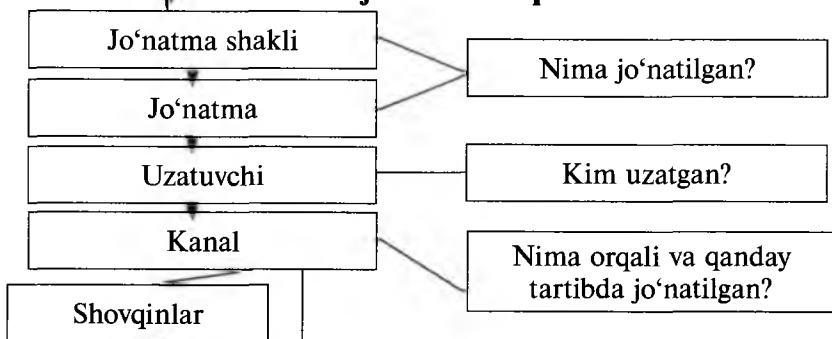 Jo‘natma shakli
Nima jo‘natilgan?
Jo‘natma
Uzatuvchi
Kim uzatgan?
Kanal
Nima orqali va qanday
tartibda jo‘natilgan?
Shovqinlar